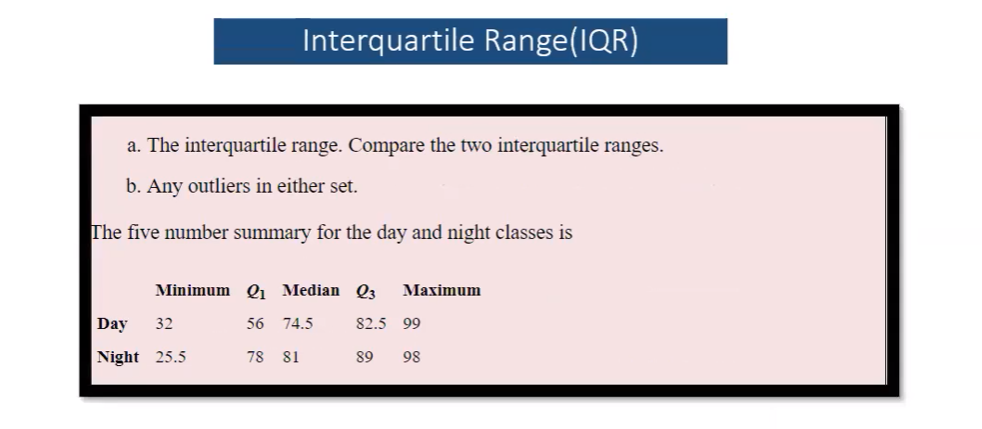 Interquartile Range(IQR)
a. The interquartile range. Compare the two interquartile ranges.
b. Any outliers in either set.
The five number summary for the day and night classes is
Minimum Q1 Median Q3 Maximum
Day 32 56 74.5 82.5 99
Night 25.5 78 81 89 98